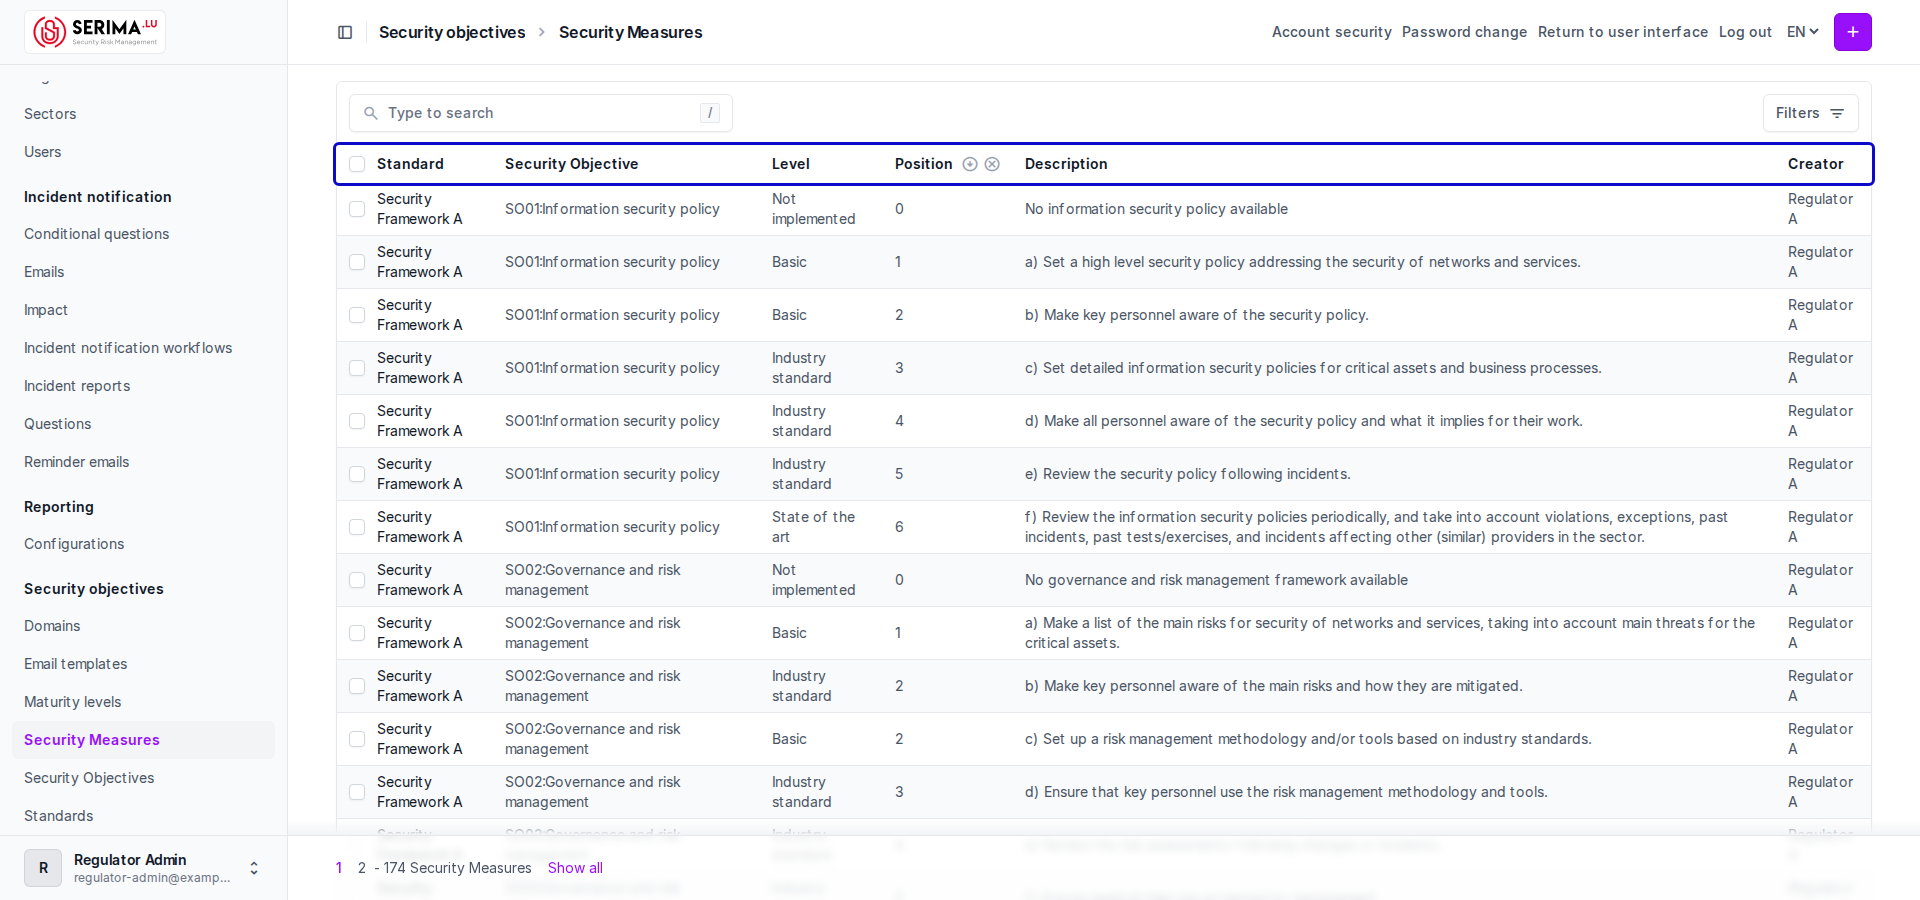 SERIMA.LU
Security Risk Management
Security objectives > Security Measures
Account security Password change Return to user interface Log out EN +
Sectors
Users
Incident notification
Conditional questions
Emails
Impact
Incident notification workflows
Incident reports
Questions
Reminder emails
Reporting
Configurations
Security objectives
Domains
Email templates
Maturity levels
Security Measures
Security Objectives
Standards
R
Regulator Admin
regulator-admin@examp...
Type to search /
Filters
Standard Security Objective Level Position Description Creator
Security Framework A SO01:Information security policy Not implemented 0 No information security policy available Regulator A
Security Framework A SO01:Information security policy Basic 1 a) Set a high level security policy addressing the security of networks and services. Regulator A
Security Framework A SO01:Information security policy Basic 2 b) Make key personnel aware of the security policy. Regulator A
Security Framework A SO01:Information security policy Industry standard 3 c) Set detailed information security policies for critical assets and business processes. Regulator A
Security Framework A SO01:Information security policy Industry standard 4 d) Make all personnel aware of the security policy and what it implies for their work. Regulator A
Security Framework A SO01:Information security policy Industry standard 5 e) Review the security policy following incidents. Regulator A
Security Framework A SO01:Information security policy State of the art 6 f) Review the information security policies periodically, and take into account violations, exceptions, past incidents, past tests/exercises, and incidents affecting other (similar) providers in the sector. Regulator A
Security Framework A SO02:Governance and risk management Not implemented 0 No governance and risk management framework available Regulator A
Security Framework A SO02:Governance and risk management Basic 1 a) Make a list of the main risks for security of networks and services, taking into account main threats for the critical assets. Regulator A
Security Framework A SO02:Governance and risk management Industry standard 2 b) Make key personnel aware of the main risks and how they are mitigated. Regulator A
Security Framework A SO02:Governance and risk management Basic 2 c) Set up a risk management methodology and/or tools based on industry standards. Regulator A
Security Framework A SO02:Governance and risk management Industry standard 3 d) Ensure that key personnel use the risk management methodology and tools. Regulator A
1 2 - 174 Security Measures Show all